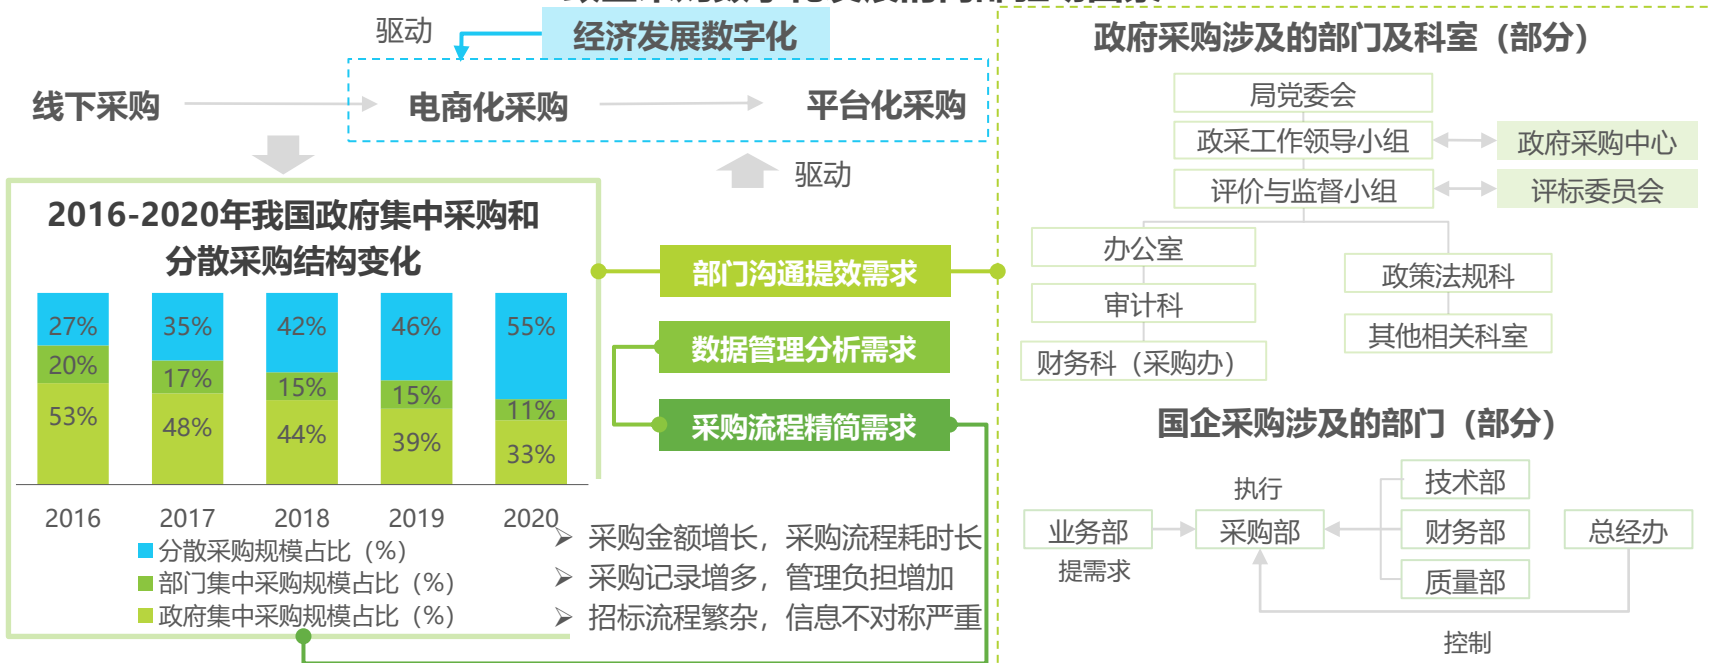 驱动
经济发展数字化
线下采购
电商化采购
平台化采购
驱动
2016-2020年我国政府集中采购和
分散采购结构变化
27%
35%
42%
46%
55%
20%
17%
15%
15%
11%
53%
48%
44%
39%
33%
2016
2017
2018
2019
2020
分散采购规模占比（%）
部门集中采购规模占比（%）
政府集中采购规模占比（%）
部门沟通提效需求
数据管理分析需求
采购流程精简需求
采购金额增长，采购流程耗时长
采购记录增多，管理负担增加
招标流程繁杂，信息不对称严重
政府采购涉及的部门及科室（部分）
局党委会
政采工作领导小组
政府采购中心
评价与监督小组
评标委员会
办公室
审计科
财务科（采购办）
政策法规科
其他相关科室
国企采购涉及的部门（部分）
业务部
提需求
执行
采购部
技术部
财务部
质量部
总经办
控制